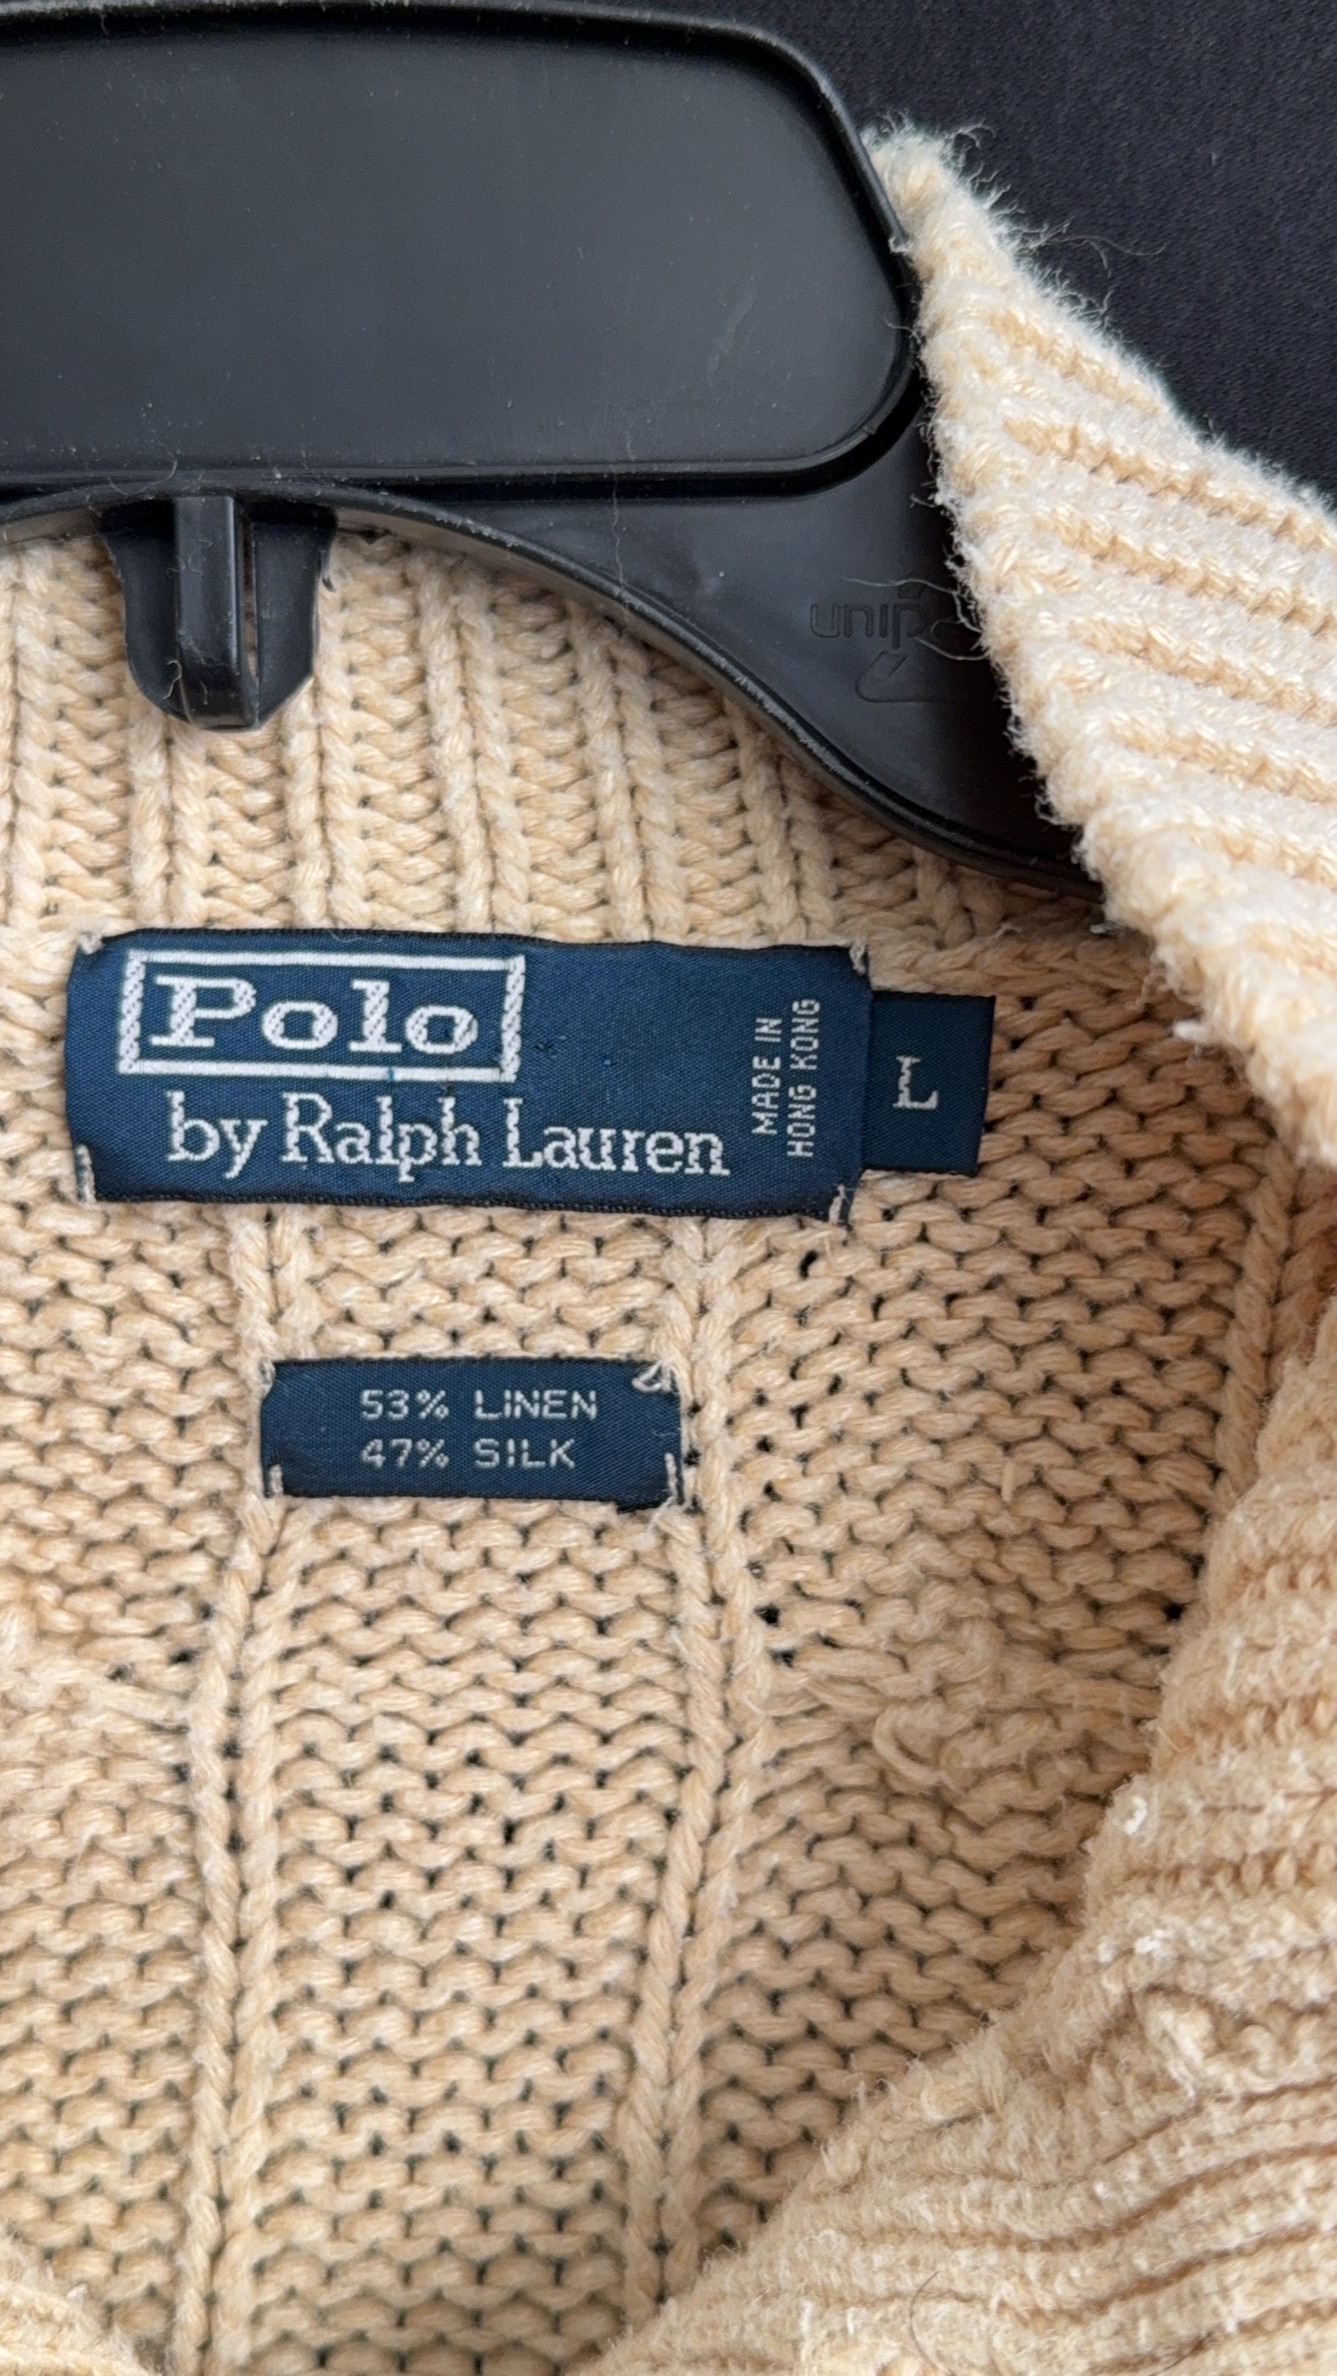 Polo
by Ralph Lauren
MADE IN
HONG KONG
L
53% LINEN
47% SILK